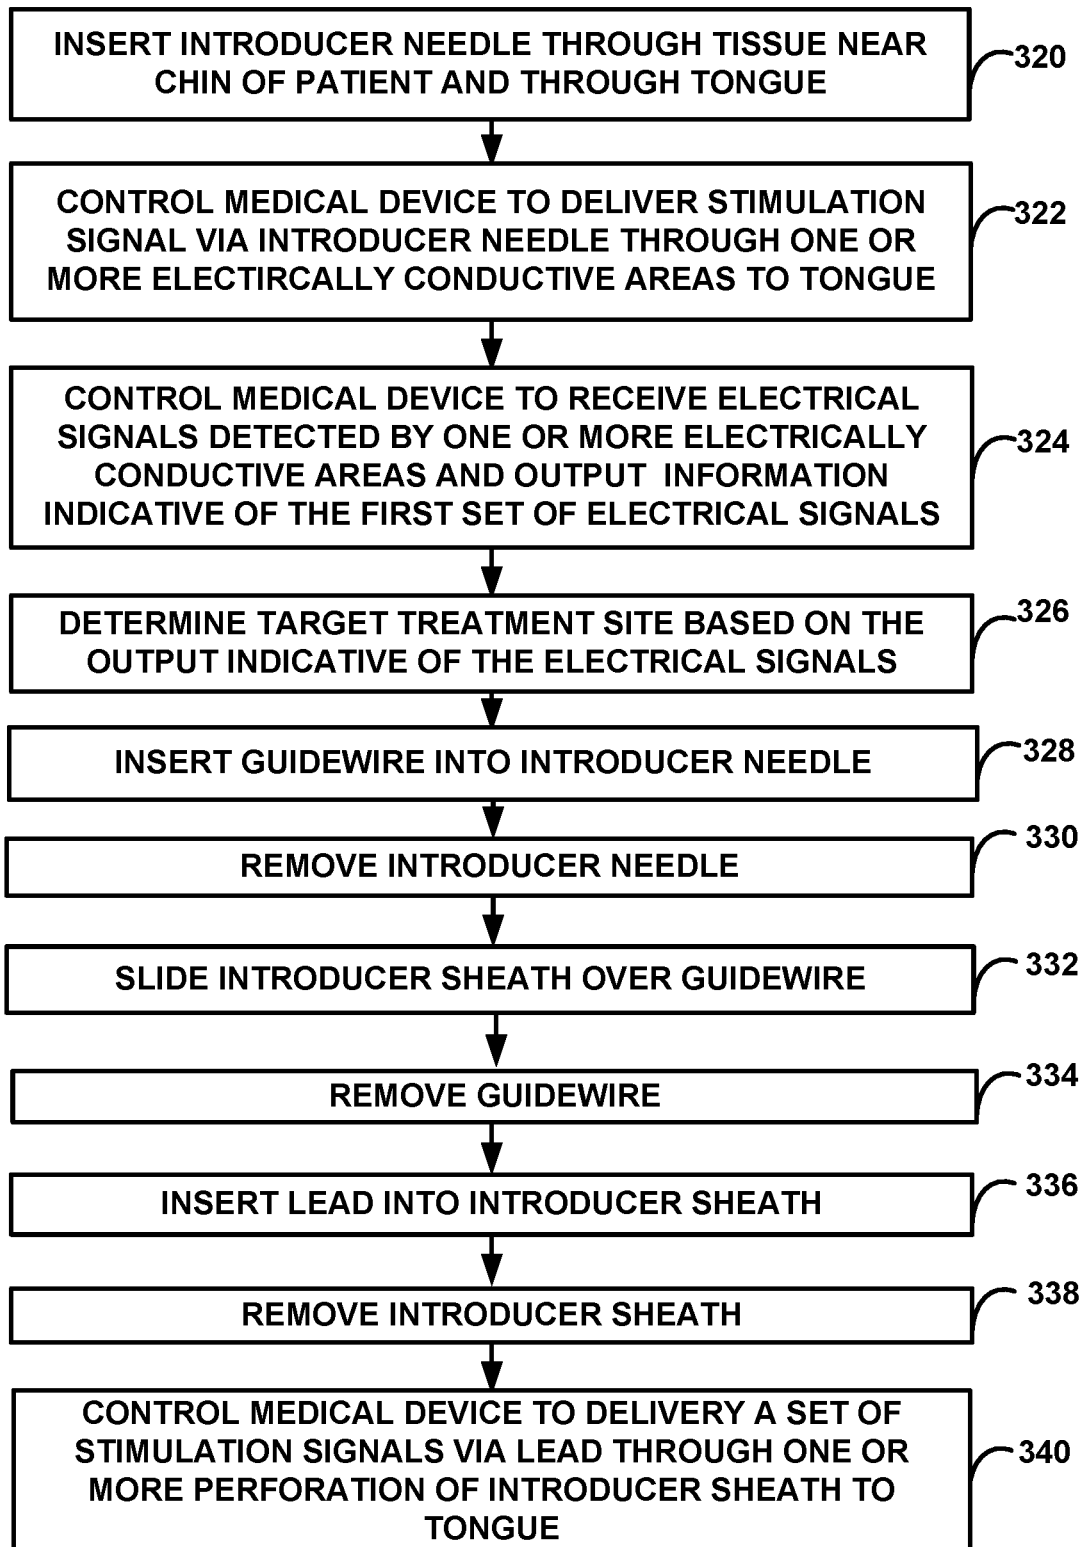 INSERT INTRODUCER NEEDLE THROUGH TISSUE NEAR
CHIN OF PATIENT AND THROUGH TONGUE
320
CONTROL MEDICAL DEVICE TO DELIVER STIMULATION
SIGNAL VIA INTRODUCER NEEDLE THROUGH ONE OR
MORE ELECTIRCALLY CONDUCTIVE AREAS TO TONGUE
322
CONTROL MEDICAL DEVICE TO RECEIVE ELECTRICAL
SIGNALS DETECTED BY ONE OR MORE ELECTRICALLY
CONDUCTIVE AREAS AND OUTPUT INFORMATION
INDICATIVE OF THE FIRST SET OF ELECTRICAL SIGNALS
324
DETERMINE TARGET TREATMENT SITE BASED ON THE
OUTPUT INDICATIVE OF THE ELECTRICAL SIGNALS
326
INSERT GUIDEWIRE INTO INTRODUCER NEEDLE
328
REMOVE INTRODUCER NEEDLE
330
SLIDE INTRODUCER SHEATH OVER GUIDEWIRE
332
REMOVE GUIDEWIRE
334
INSERT LEAD INTO INTRODUCER SHEATH
336
REMOVE INTRODUCER SHEATH
338
CONTROL MEDICAL DEVICE TO DELIVERY A SET OF
STIMULATION SIGNALS VIA LEAD THROUGH ONE OR
MORE PERFORATION OF INTRODUCER SHEATH TO
TONGUE
340